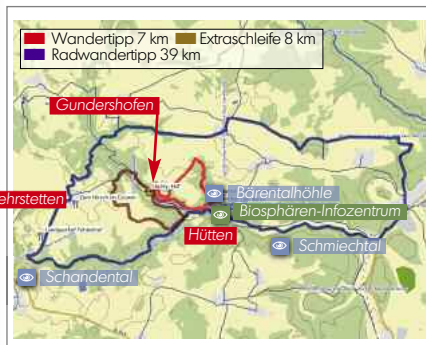 Wandertipp 7 km Extraschleife 8 km
Radwandertipp 39 km
Gundershofen
ehrstetten
Bärentalhöhle
Biosphären-Infozentrum
Hütten
Schmiechtal
Schandental